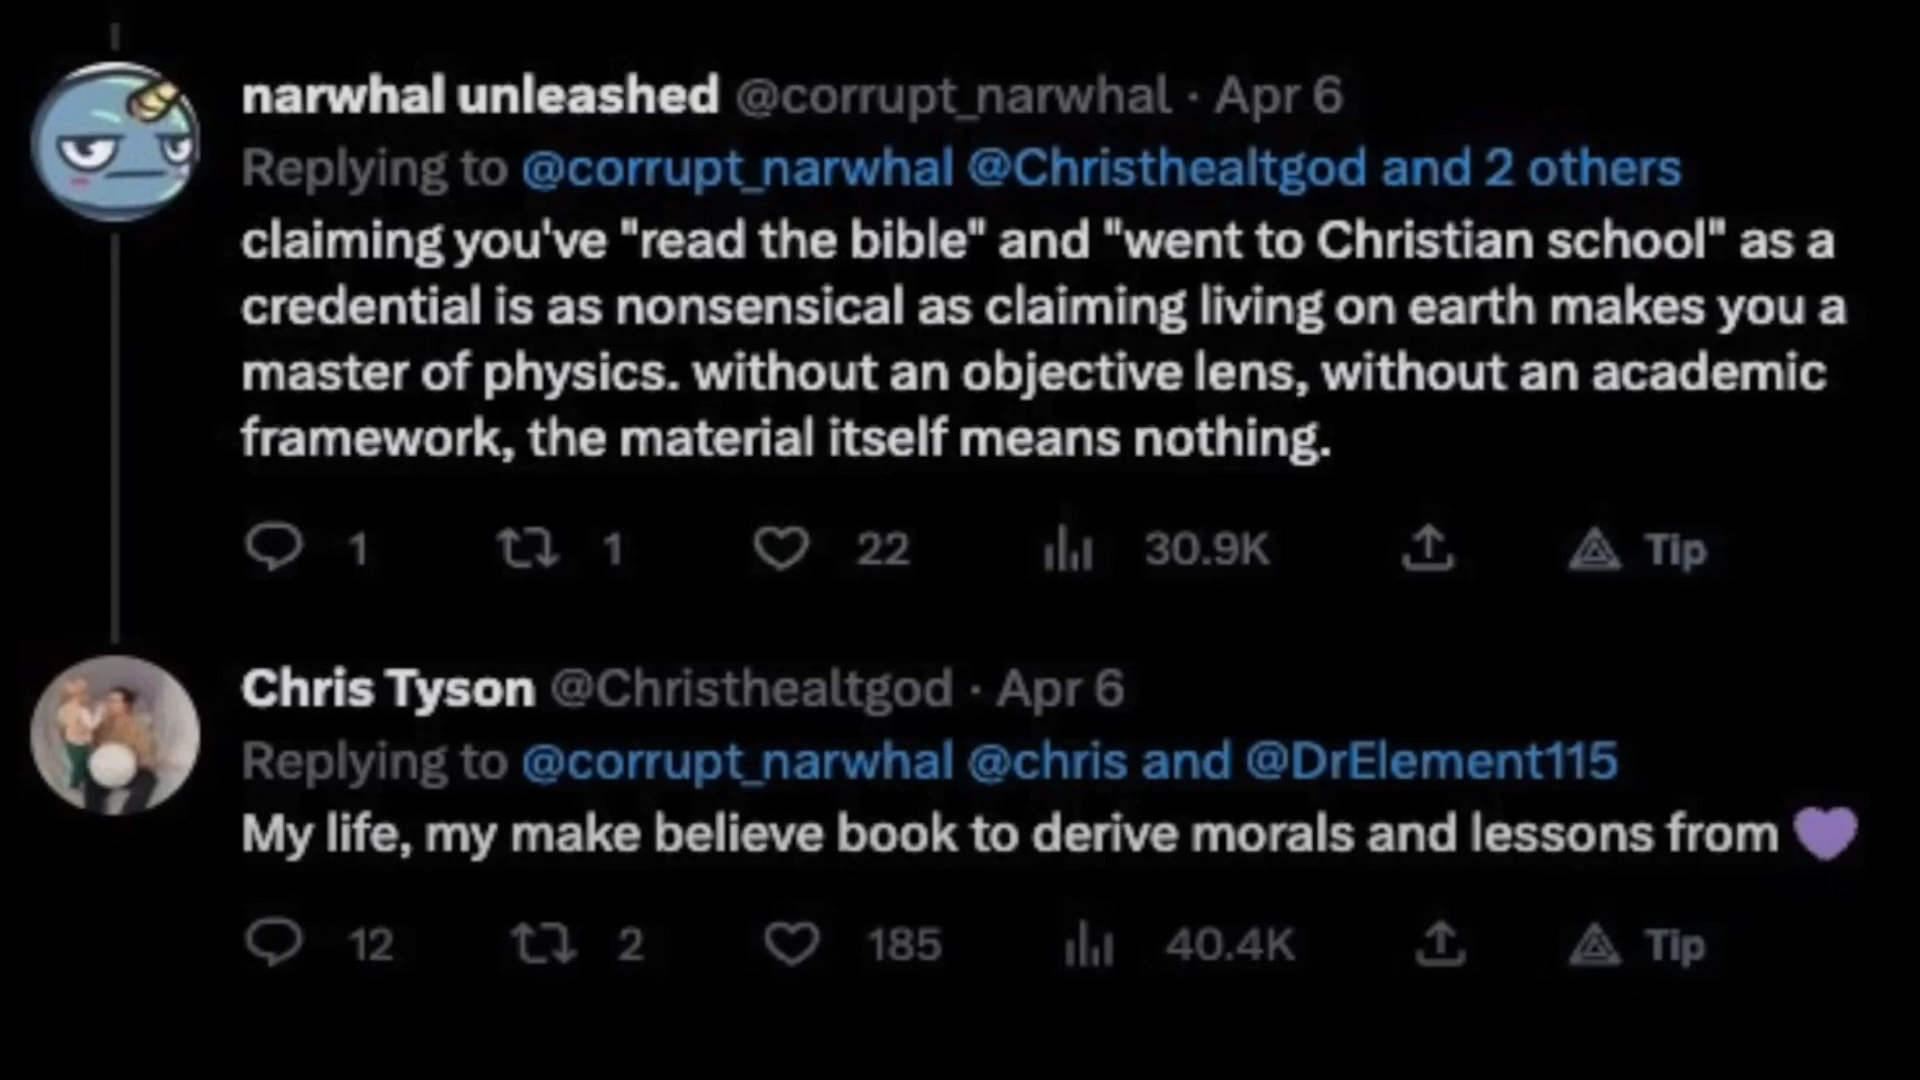 narwhal unleashed @corrupt_narwhal · Apr 6
Replying to @corrupt_narwhal @Christhealtgod and 2 others
claiming you've "read the bible" and "went to Christian school" as a
credential is as nonsensical as claiming living on earth makes you a
master of physics. without an objective lens, without an academic
framework, the material itself means nothing.
1 1 22 30.9K Tip
Chris Tyson @Christhealtgod · Apr 6
Replying to @corrupt_narwhal @chris and @DrElement115
My life, my make believe book to derive morals and lessons from 💜
12 2 185 40.4K Tip